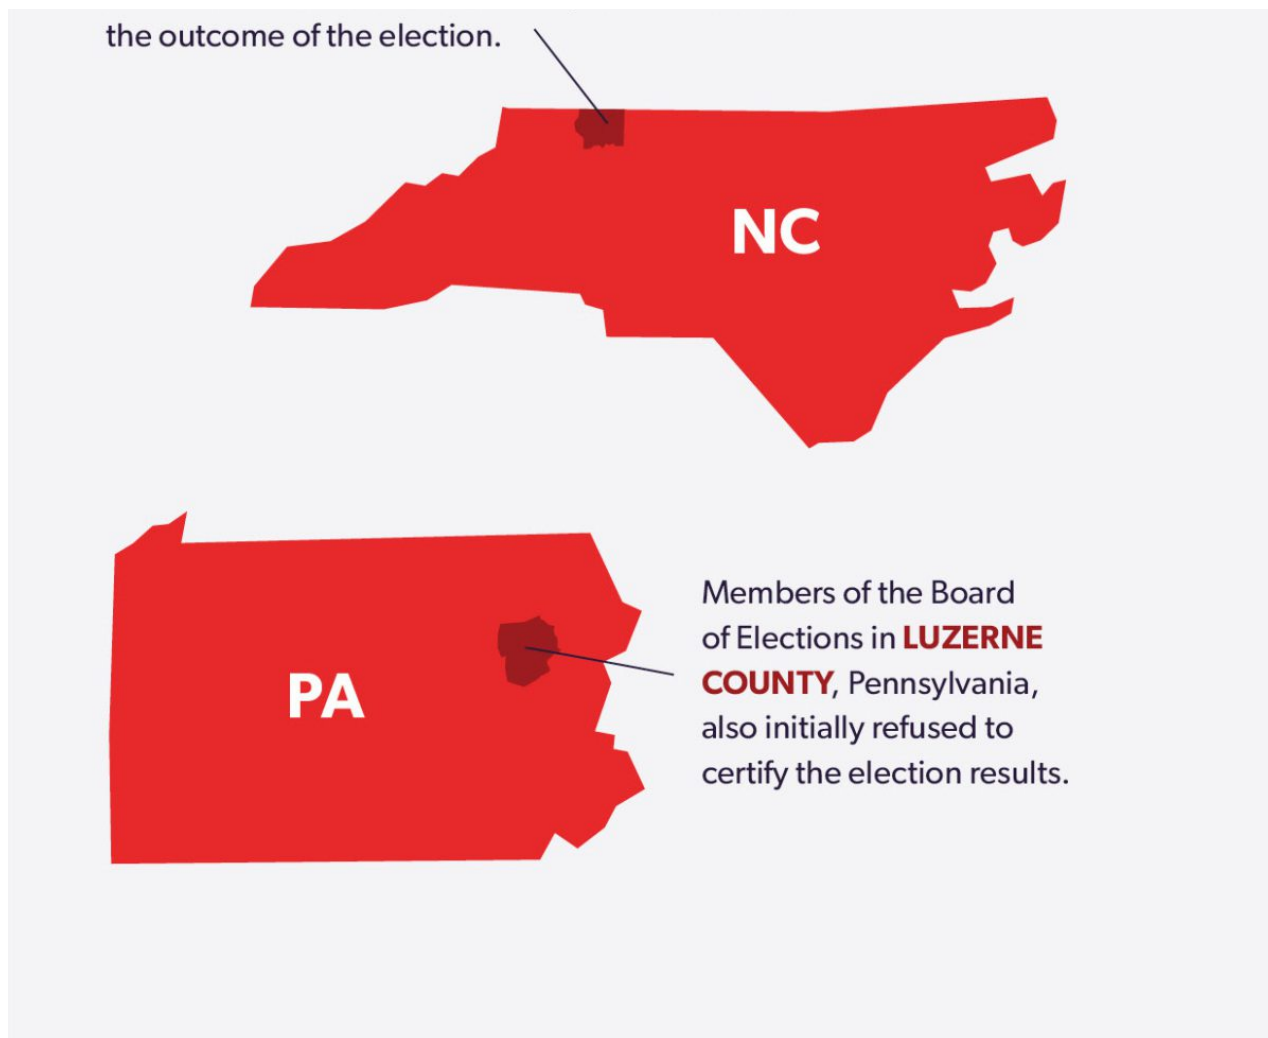 the outcome of the election.
NC
PA
Members of the Board
of Elections in LUZERNE
COUNTY, Pennsylvania,
also initially refused to
certify the election results.